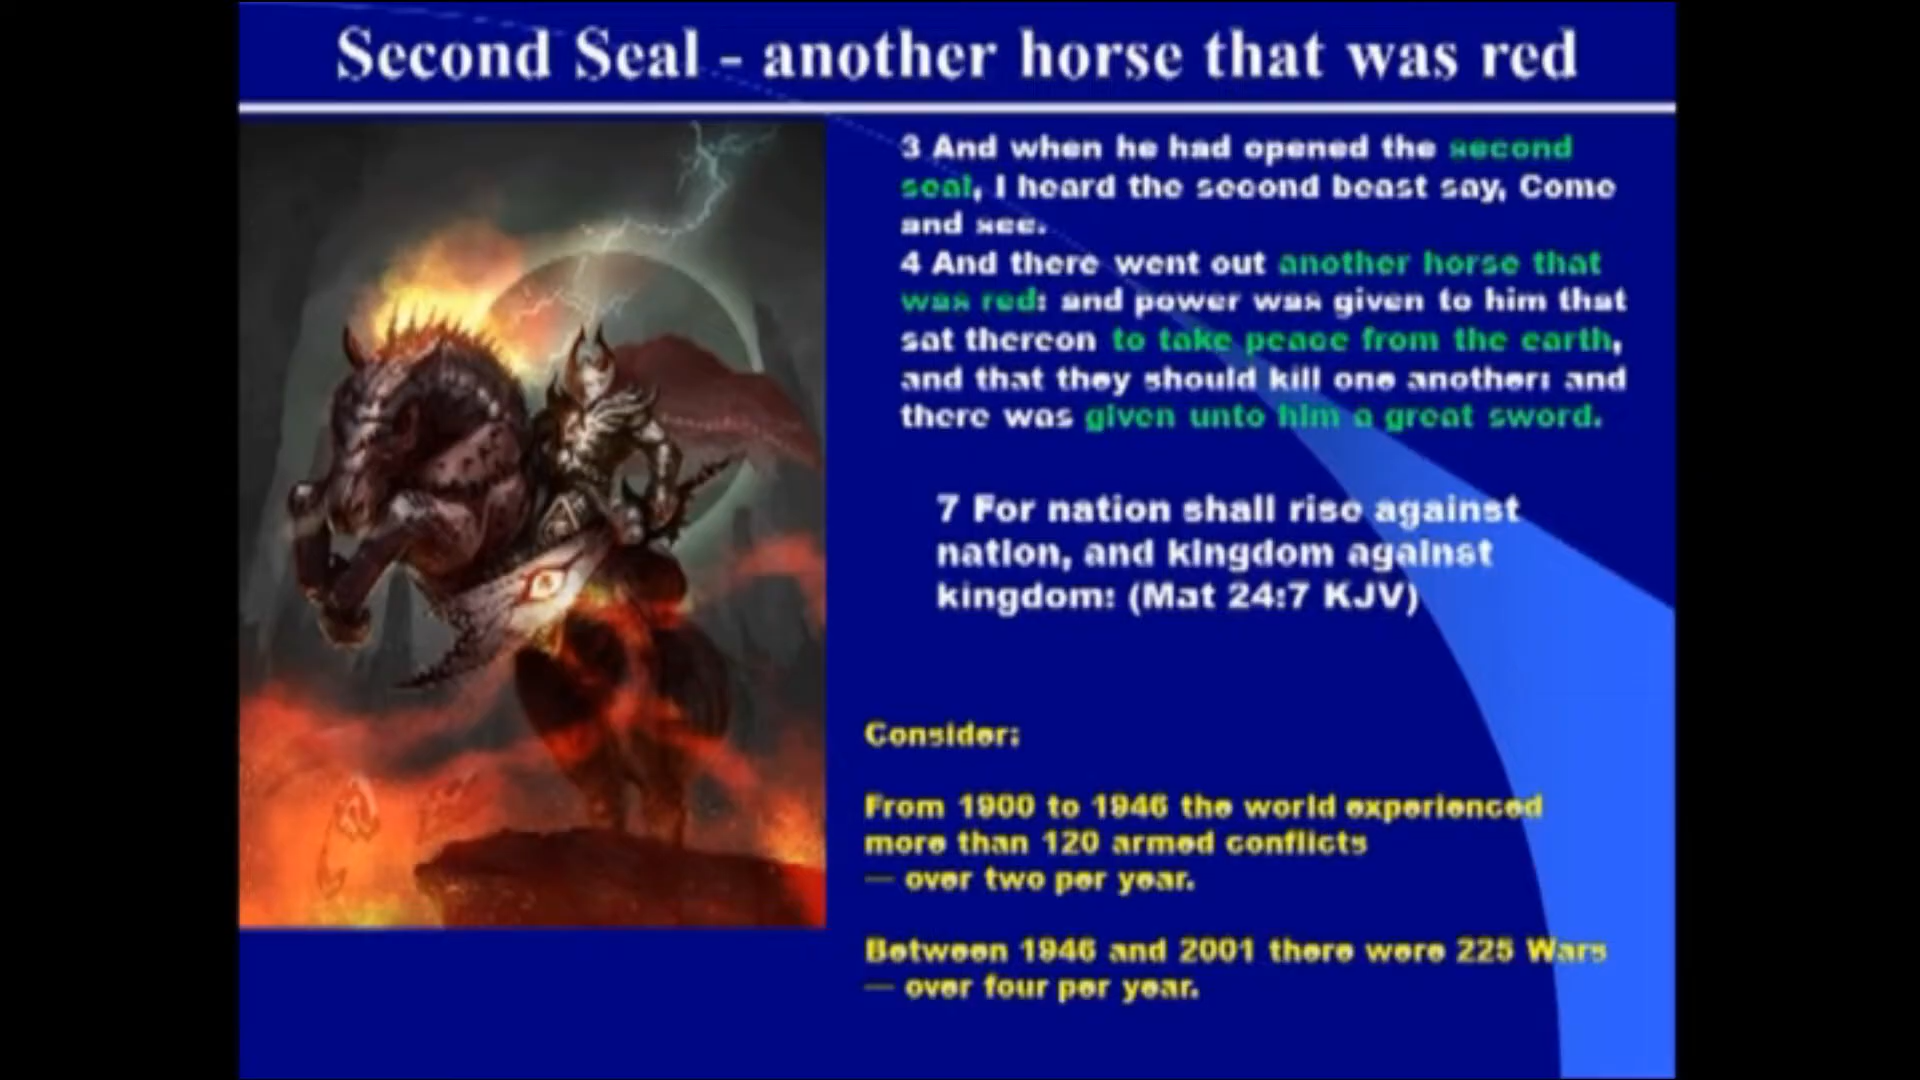 Second Seal - another horse that was red
3 And when he had opened the second
seal, I heard the second beast say, Come
and see.
4 And there went out another horse that
was red: and power was given to him that
sat thereon to take peace from the earth,
and that they should kill one another: and
there was given unto him a great sword.
7 For nation shall rise against
nation, and kingdom against
kingdom: (Mat 24:7 KJV)
Consider:
From 1900 to 1946 the world experienced
more than 120 armed conflicts
— over two per year.
Between 1946 and 2001 there were 225 Wars
— over four per year.